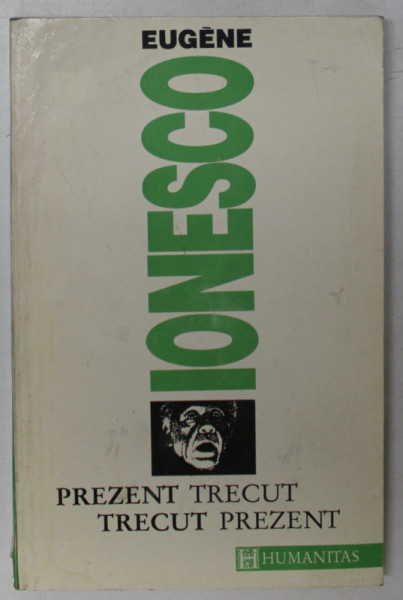 EUGÈNE
IONESCO
PREZENT TRECUT
TRECUT PREZENT
HUMANITAS